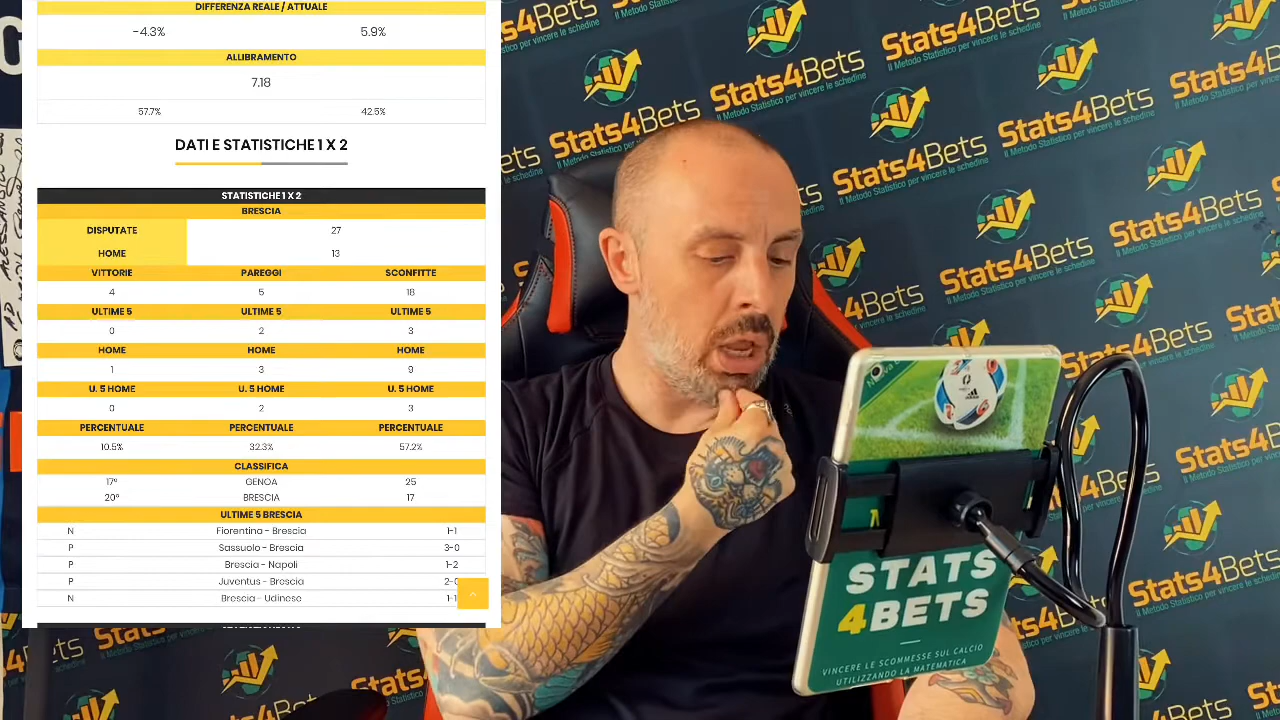 DIFFERENZA REALE / ATTUALE
-4.3% 5.9%
ALLIBRAMENTO
7.18
57.7% 42.5%
DATI E STATISTICHE 1 X 2
STATISTICHE 1 X 2
BRESCIA
DISPUTATE 27
HOME 13
VITTORIE PAREGGI SCONFITTE
4 5 18
ULTIME 5 ULTIME 5 ULTIME 5
0 2 3
HOME HOME HOME
1 3 9
U. 5 HOME U. 5 HOME U. 5 HOME
0 2 3
PERCENTUALE PERCENTUALE PERCENTUALE
10.5% 32.3% 57.2%
CLASSIFICA
17° GENOA 25
20° BRESCIA 17
ULTIME 5 BRESCIA
N Fiorentina - Brescia 1-1
P Sassuolo - Brescia 3-0
P Brescia - Napoli 1-2
P Juventus - Brescia 2-0
N Brescia - Udinese 1-1
Stats4Bets
Il Metodo Statistico per vincere le schedine
STATS
4BETS
VINCERE LE SCOMMESSE SUL CALCIO
UTILIZZANDO LA MATEMATICA